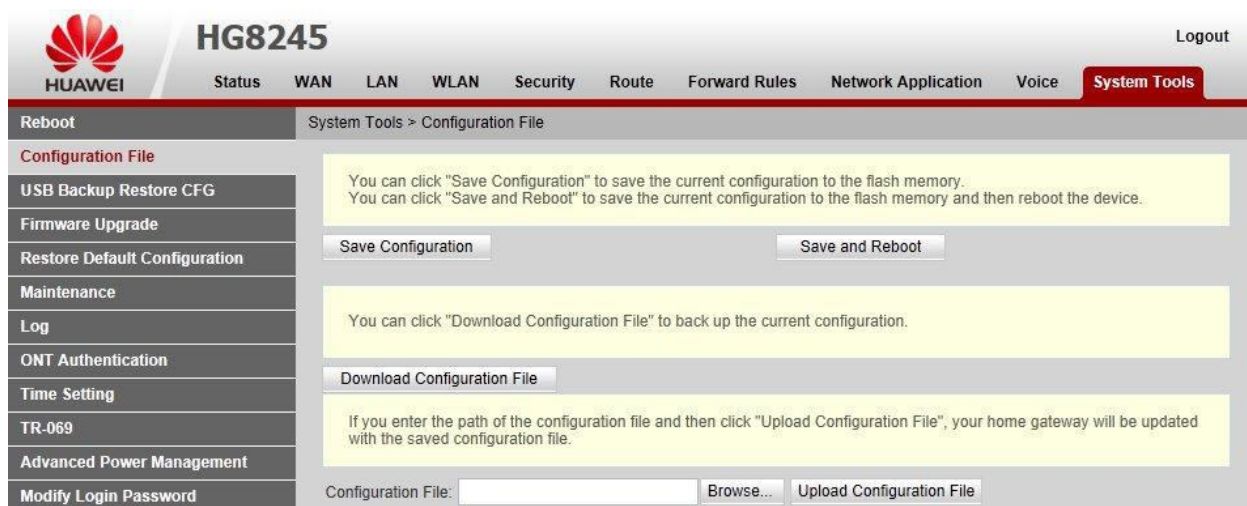 HUAWEI
HG8245
Logout
Status WAN LAN WLAN Security Route Forward Rules Network Application Voice System Tools
Reboot
Configuration File
USB Backup Restore CFG
Firmware Upgrade
Restore Default Configuration
Maintenance
Log
ONT Authentication
Time Setting
TR-069
Advanced Power Management
Modify Login Password
System Tools > Configuration File
You can click "Save Configuration" to save the current configuration to the flash memory.
You can click "Save and Reboot" to save the current configuration to the flash memory and then reboot the device.
Save Configuration Save and Reboot
You can click "Download Configuration File" to back up the current configuration.
Download Configuration File
If you enter the path of the configuration file and then click "Upload Configuration File", your home gateway will be updated
with the saved configuration file.
Configuration File: Browse... Upload Configuration File